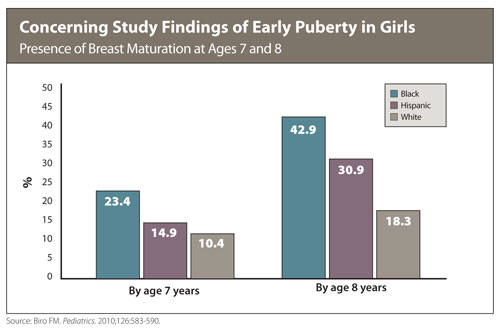 Concerning Study Findings of Early Puberty in Girls
Presence of Breast Maturation at Ages 7 and 8
50
45
40
35
30
25
20
15
10
5
0
%
Black
Hispanic
White
23.4
14.9
10.4
42.9
30.9
18.3
By age 7 years
By age 8 years
Source: Biro FM. Pediatrics. 2010;126:583-590.